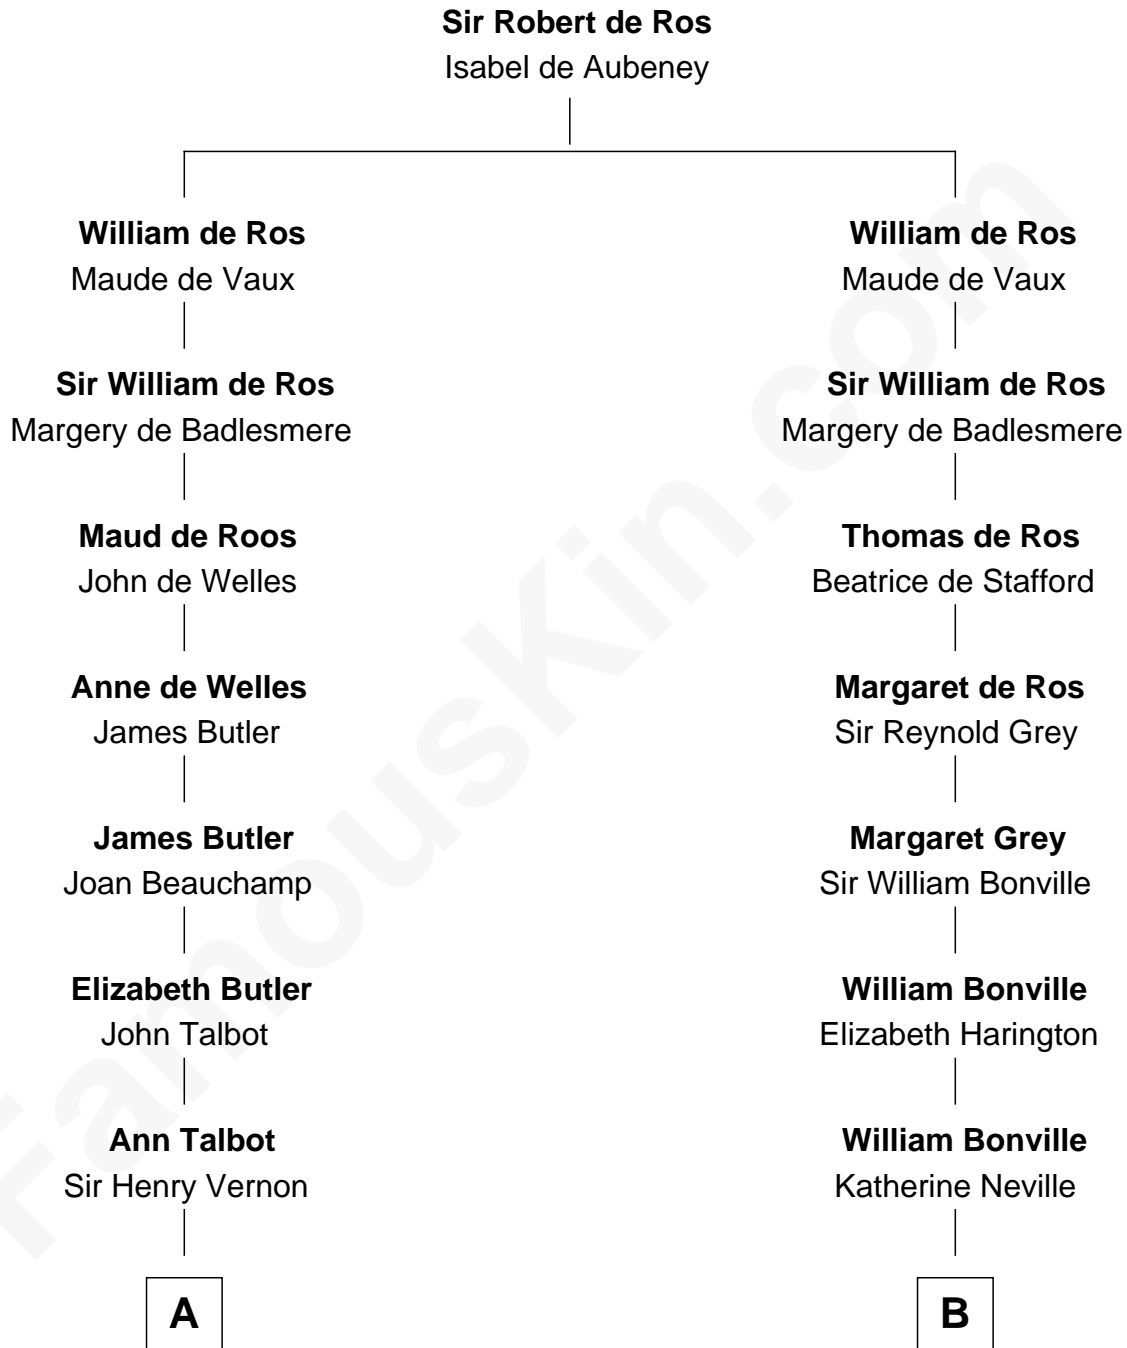 Sir Robert de Ros
Isabel de Aubeney
William de Ros
Maude de Vaux
Sir William de Ros
Margery de Badlesmere
Maud de Roos
John de Welles
Anne de Welles
James Butler
James Butler
Joan Beauchamp
Elizabeth Butler
John Talbot
Ann Talbot
Sir Henry Vernon
A
William de Ros
Maude de Vaux
Sir William de Ros
Margery de Badlesmere
Thomas de Ros
Beatrice de Stafford
Margaret de Ros
Sir Reynold Grey
Margaret Grey
Sir William Bonville
William Bonville
Elizabeth Harington
William Bonville
Katherine Neville
B
FamousKin.com